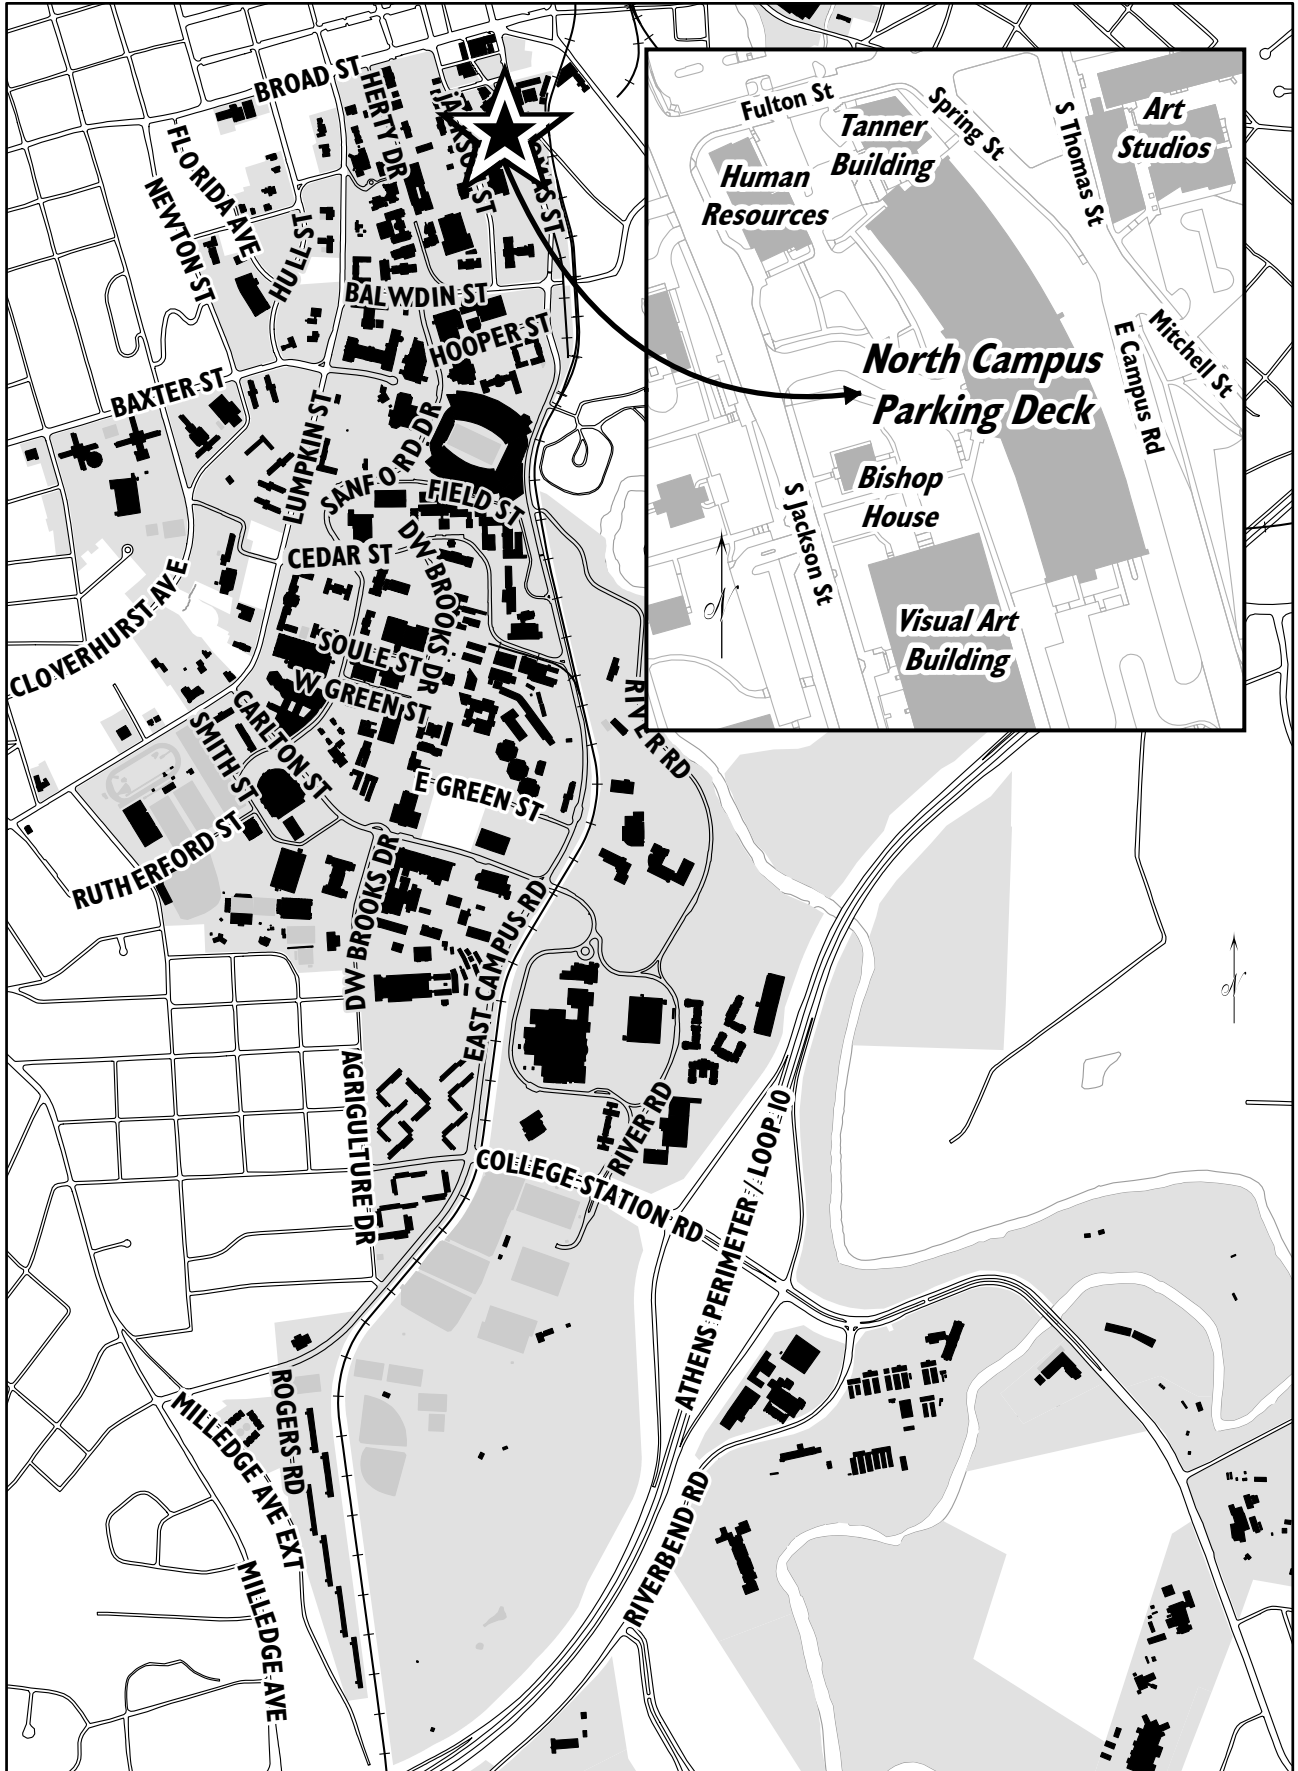 BROAD ST
HERTY DR
FLORIDA AVE
NEWTON ST
HULL ST
BALWDIN ST
HOOPER ST
BAXTER ST
LUMPKIN ST
SANFORD DR
FIELD ST
CEDAR ST
DW BROOKS DR
CLOVERHURST AVE
SOULE ST
W GREEN ST
CARLTON ST
SMITH ST
E GREEN ST
RIVER RD
RUTHERFORD ST
DW BROOKS DR
EAST CAMPUS RD
AGRIGULTURE DR
RIVER RD
COLLEGE STATION RD
ATHENS PERIMETER / LOOP 10
ROGERS RD
MILLEDGE AVE EXT
MILLEDGE AVE
RIVERBEND RD
Fulton St
Spring St
S Thomas St
Tanner
Building
Art
Studios
Human
Resources
North Campus
Parking Deck
E Campus Rd
Mitchell St
Bishop
House
S Jackson St
Visual Art
Building